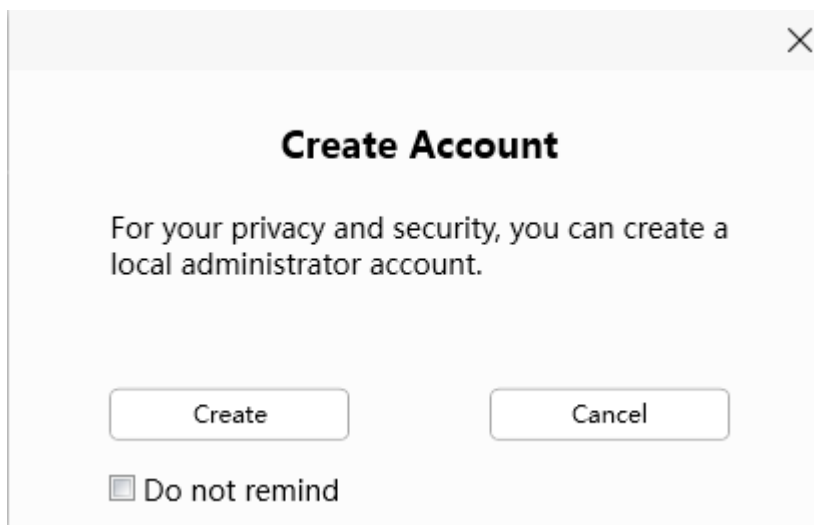 Create Account
For your privacy and security, you can create a
local administrator account.
Create
Cancel
Do not remind